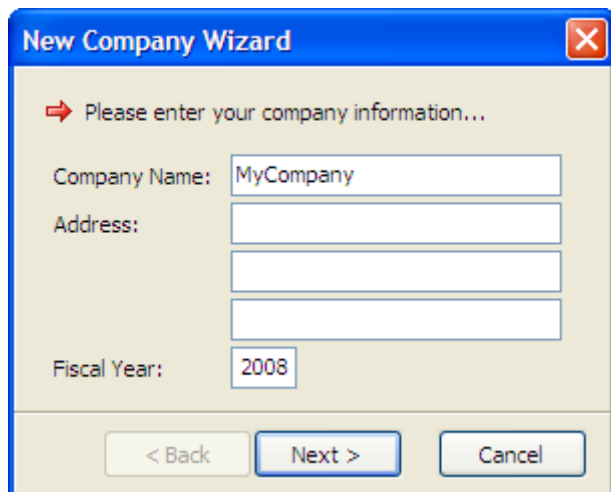 New Company Wizard
Please enter your company information...
Company Name: MyCompany
Address:
Fiscal Year: 2008
< Back Next > Cancel